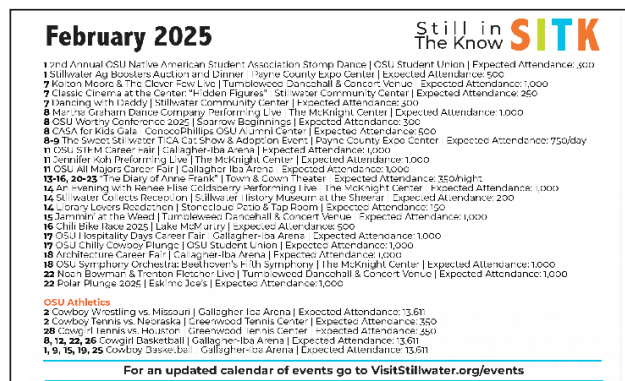 February 2025
Still in
The Know
SITK
1 2nd Annual OSU Native American Student Association Stomp Dance | OSU Student Union | Expected Attendance: 300
1 Stillwater Ag Boosters Auction and Dinner | Payne County Expo Center | Expected Attendance: 500
7 Kolton Moore & The Clever Few Live | Tumbleweed Dancehall & Concert Venue | Expected Attendance: 1,000
7 Classic Cinema at the Center: "Hidden Figures" | Stillwater Community Center | Expected Attendance: 250
7 Dancing with Daddy | Stillwater Community Center | Expected Attendance: 300
8 Martha Graham Dance Company Performing Live | The McKnight Center | Expected Attendance: 1,000
8 OSU Worthy Conference 2025 | Sparrow Beginnings | Expected Attendance: 300
8 CASA for Kids Gala | ConocoPhillips OSU Alumni Center | Expected Attendance: 500
8-9 The Sweet Stillwater TICA Cat Show & Adoption Event | Payne County Expo Center | Expected Attendance: 750/day
11 OSU STEM Career Fair | Gallagher-Iba Arena | Expected Attendance: 1,000
11 Jennifer Koh Preforming Live | The McKnight Center | Expected Attendance: 1,000
11 OSU All Majors Career Fair | Gallagher-Iba Arena | Expected Attendance: 1,000
13-16, 20-23 "The Diary of Anne Frank" | Town & Gown Theater | Expected Attendance: 350/night
14 An Evening with Renee Elise Goldsberry Performing Live | The McKnight Center | Expected Attendance: 1,000
14 Stillwater Collects Reception | Stillwater History Museum at the Sheerar | Expected Attendance: 200
14 Library Lovers Readathon | Stonecloud Patio & Tap Room | Expected Attendance: 150
15 Jammin' at the Weed | Tumbleweed Dancehall & Concert Venue | Expected Attendance: 1,000
16 Chili Bike Race 2025 | Lake McMurtry | Expected Attendance: 500
17 OSU Hospitality Days Career Fair | Gallagher-Iba Arena | Expected Attendance: 1,000
17 OSU Chilly Cowboy Plunge | OSU Student Union | Expected Attendance: 1,000
18 Architecture Career Fair | Gallagher-Iba Arena | Expected Attendance: 1,000
18 OSU Symphony Orchestra: Beethoven's Fifth Symphony | The McKnight Center | Expected Attendance: 1,000
22 Noah Bowman & Trenton Fletcher Live | Tumbleweed Dancehall & Concert Venue | Expected Attendance: 1,000
22 Polar Plunge 2025 | Eskimo Joe's | Expected Attendance: 1,000
OSU Athletics
2 Cowboy Wrestling vs. Missouri | Gallagher-Iba Arena | Expected Attendance: 13,611
2 Cowboy Tennis vs. Nebraska | Greenwood Tennis Center | Expected Attendance: 350
28 Cowgirl Tennis vs. Houston | Greenwood Tennis Center | Expected Attendance: 350
8, 12, 22, 26 Cowgirl Basketball | Gallagher-Iba Arena | Expected Attendance: 13,611
1, 9, 15, 19, 25 Cowboy Basketball | Gallagher-Iba Arena | Expected Attendance: 13,611
For an updated calendar of events go to VisitStillwater.org/events